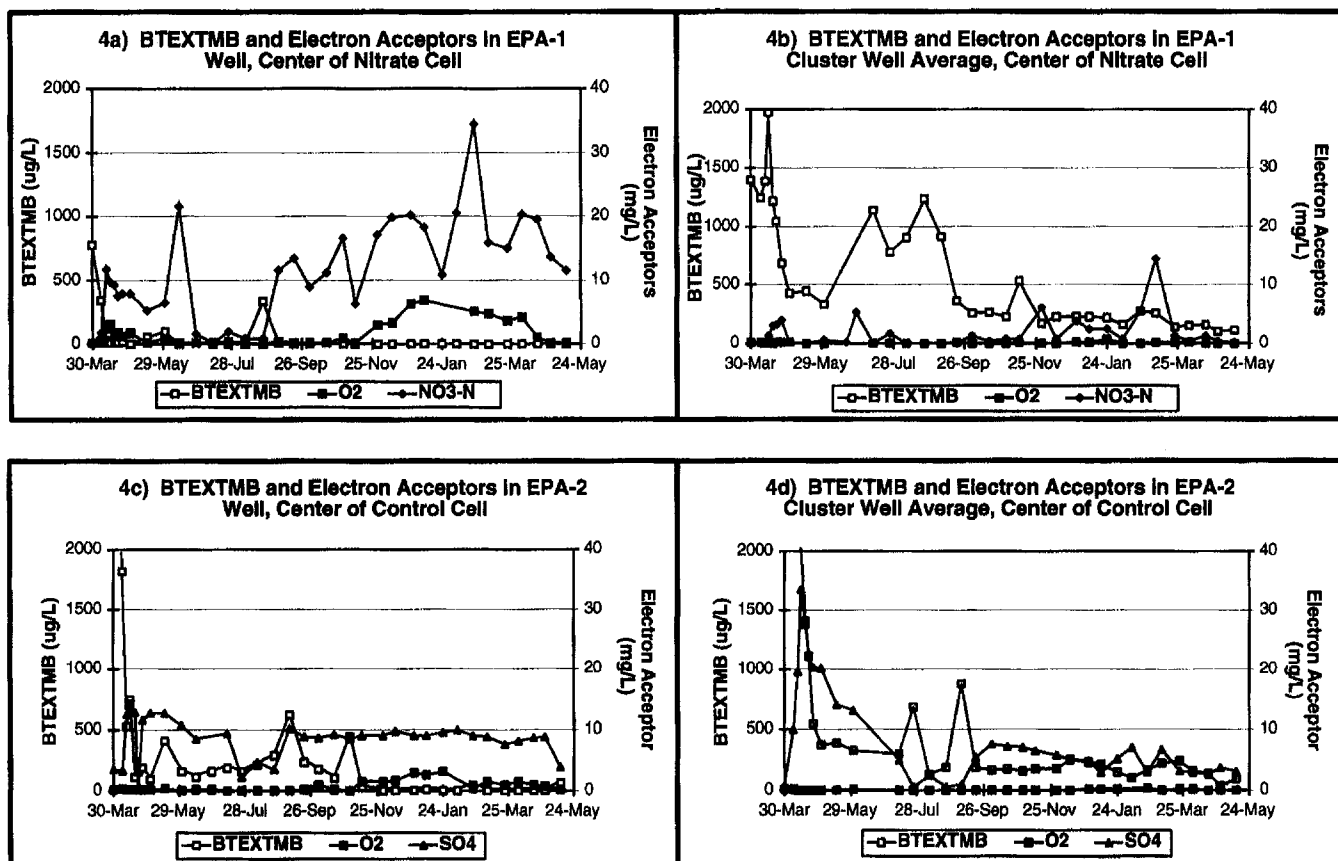 4a) BTEXTMB and Electron Acceptors in EPA-1
Well, Center of Nitrate Cell
BTEXTMB (ug/L)
2000
1500
1000
500
0
40
30
20
10
0
Electron Acceptors
(mg/L)
30-Mar 29-May 28-Jul 26-Sep 25-Nov 24-Jan 25-Mar 24-May
BTEXTMB O2 NO3-N
4b) BTEXTMB and Electron Acceptors in EPA-1
Cluster Well Average, Center of Nitrate Cell
BTEXTMB (ug/L)
2000
1500
1000
500
0
40
30
20
10
0
Electron Acceptors
(mg/L)
30-Mar 29-May 28-Jul 26-Sep 25-Nov 24-Jan 25-Mar 24-May
BTEXTMB O2 NO3-N
4c) BTEXTMB and Electron Acceptors in EPA-2
Well, Center of Control Cell
BTEXTMB (ug/L)
2000
1500
1000
500
0
40
30
20
10
0
Electron Acceptor
(mg/L)
30-Mar 29-May 28-Jul 26-Sep 25-Nov 24-Jan 25-Mar 24-May
BTEXTMB O2 SO4
4d) BTEXTMB and Electron Acceptors in EPA-2
Cluster Well Average, Center of Control Cell
BTEXTMB (ug/L)
2000
1500
1000
500
0
40
30
20
10
0
Electron Acceptor
(mg/L)
30-Mar 29-May 28-Jul 26-Sep 25-Nov 24-Jan 25-Mar 24-May
BTEXTMB O2 SO4